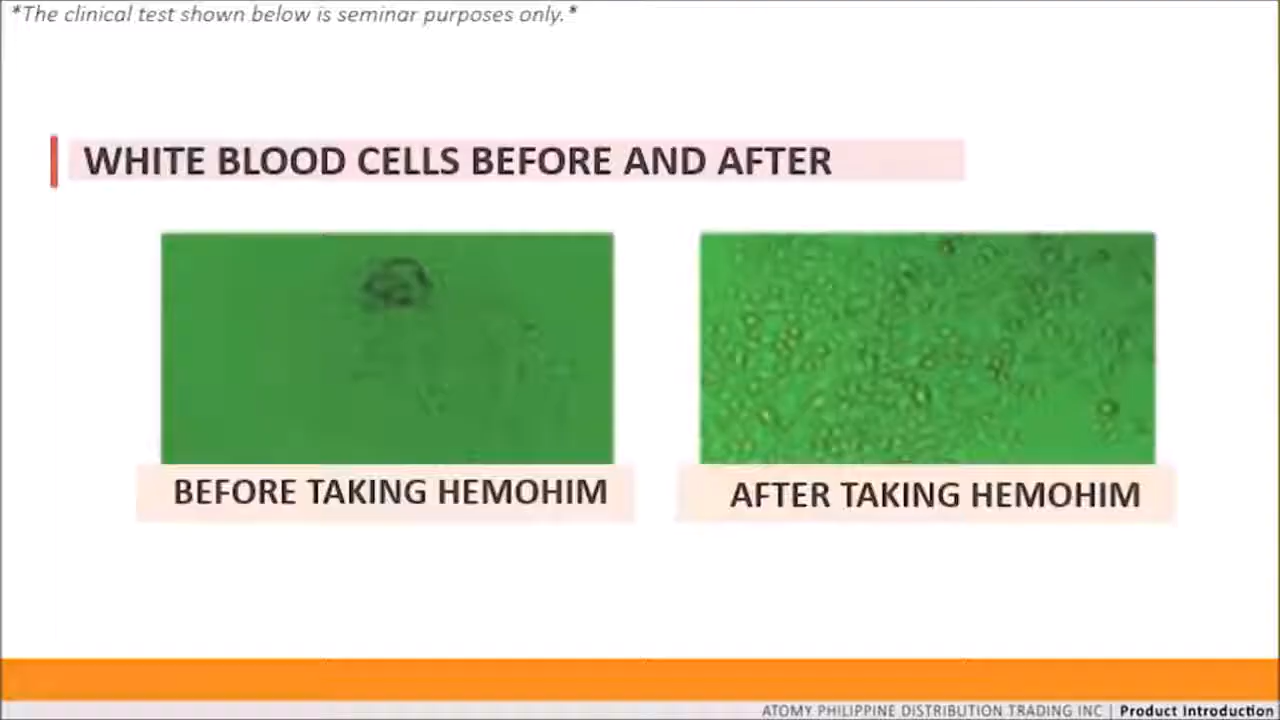 *The clinical test shown below is seminar purposes only.*
WHITE BLOOD CELLS BEFORE AND AFTER
BEFORE TAKING HEMOHIM
AFTER TAKING HEMOHIM
ATOMY PHILIPPINE DISTRIBUTION TRADING INC | Product Introduction